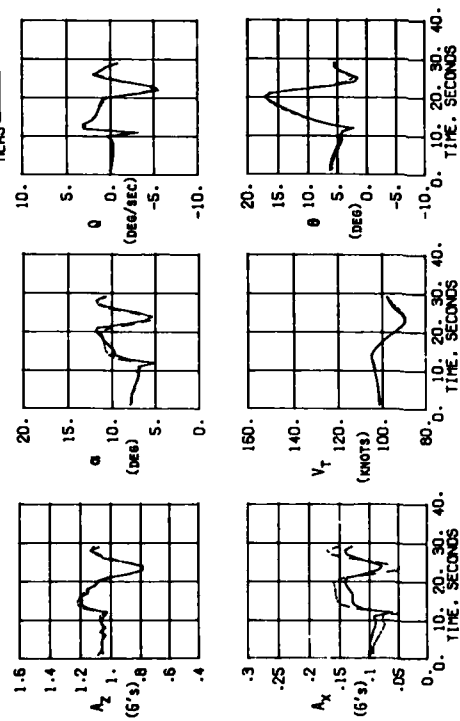 1.6
1.4
1.2
1.
.8
.6
.4
A_Z
(G's)
20.
15.
10.
5.
0.
α
(DEG)
10.
5.
0.
-5.
-10.
Q
(DEG/SEC)
.3
.25
.2
.15
.1
.05
0.
A_X
(G's)
0. 10. 20. 30. 40.
TIME, SECONDS
160.
140.
120.
100.
80.
V_T
(KNOTS)
0. 10. 20. 30. 40.
TIME, SECONDS
20.
15.
10.
5.
0.
-5.
-10.
θ
(DEG)
0. 10. 20. 30. 40.
TIME, SECONDS